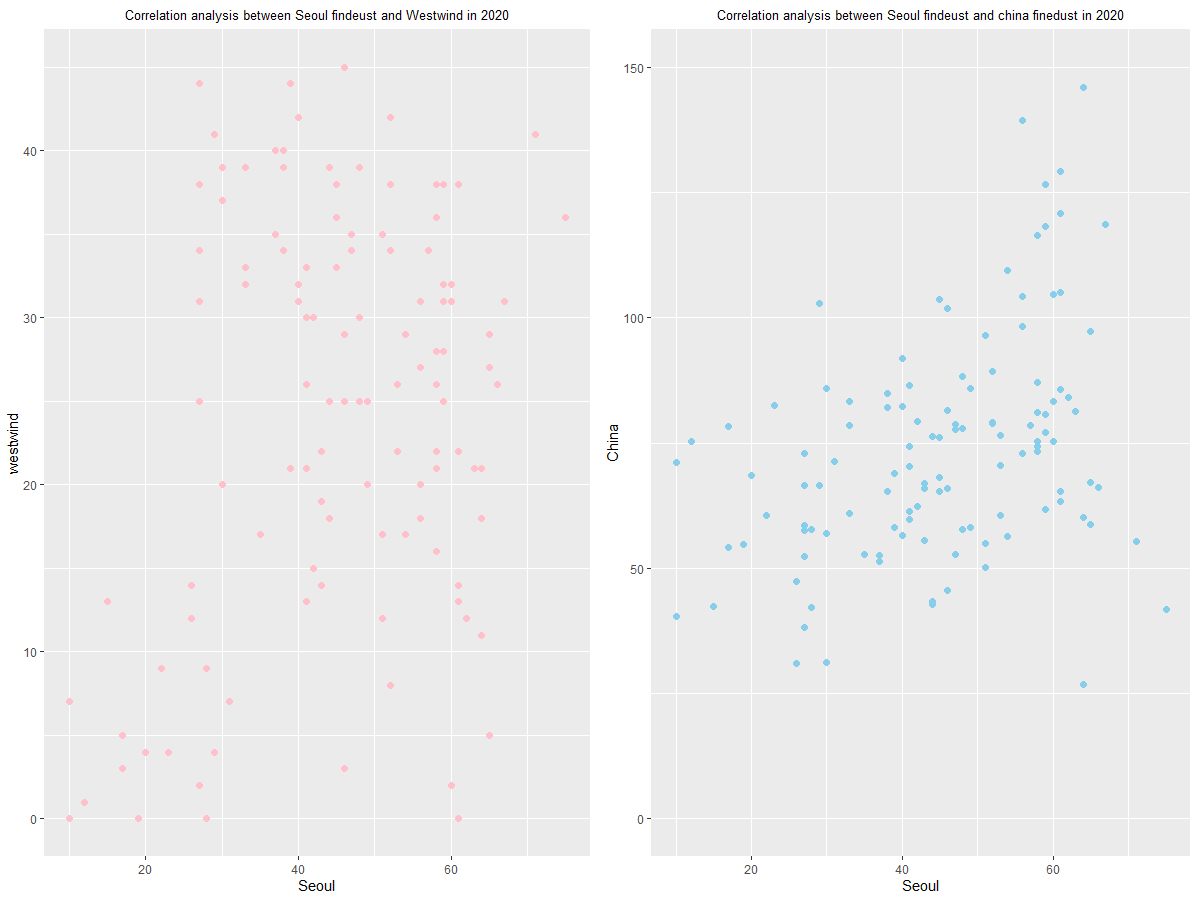 Correlation analysis between Seoul findeust and Westwind in 2020
westwind
40
30
20
10
0
20 40 60
Seoul
Correlation analysis between Seoul findeust and china finedust in 2020
China
150
100
50
0
20 40 60
Seoul